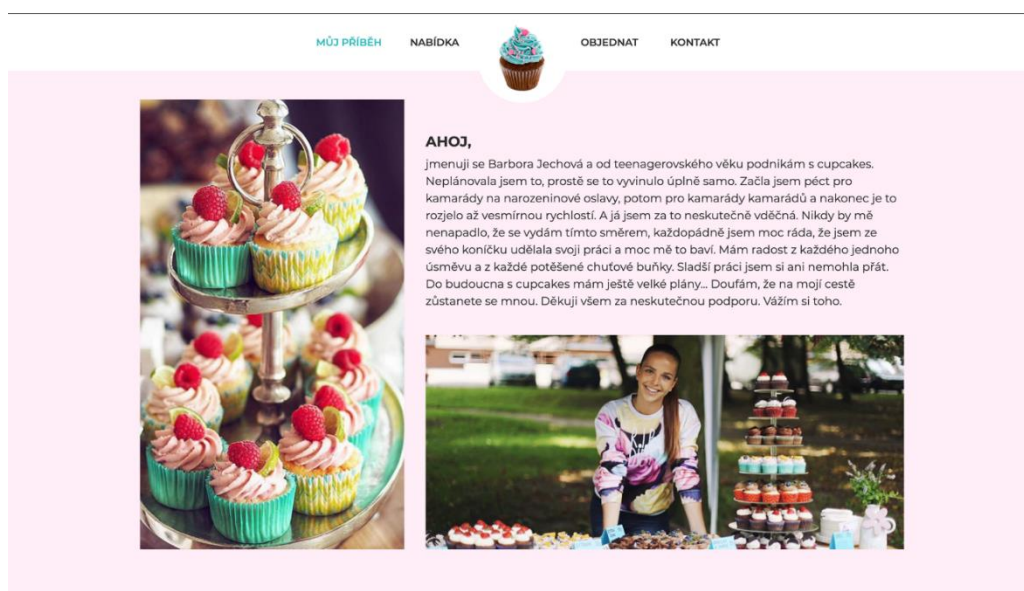 MŮJ PŘÍBĚH NABÍDKA OBJEDNAT KONTAKT
AHOJ,
jmenuji se Barbora Jechová a od teenagerovského věku podnikám s cupcakes.
Neplánovala jsem to, prostě se to vyvinulo úplně samo. Začla jsem péct pro
kamarády na narozeninové oslavy, potom pro kamarády kamarádů a nakonec je to
rozjelo až vesmírnou rychlostí. A já jsem za to neskutečně vděčná. Nikdy by mě
nenapadlo, že se vydám tímto směrem, každopádně jsem moc ráda, že jsem ze
svého koníčku udělala svoji práci a moc mě to baví. Mám radost z každého jednoho
úsměvu a z každé potěšené chuťové buňky. Sladší práci jsem si ani nemohla přát.
Do budoucna s cupcakes mám ještě velké plány... Doufám, že na mojí cestě
zůstanete se mnou. Děkuji všem za neskutečnou podporu. Vážím si toho.